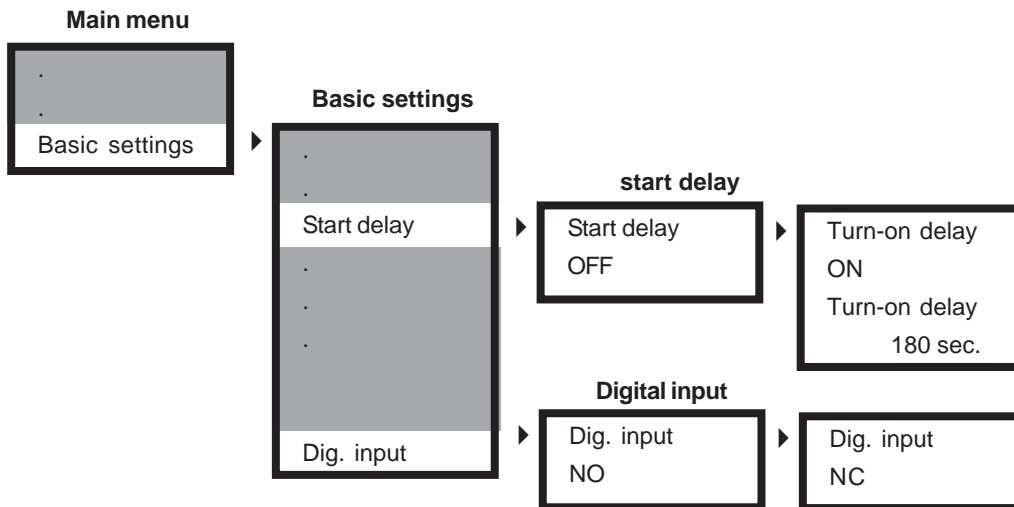 Main menu
.
.
Basic settings
Basic settings
.
.
Start delay
.
.
.
Dig. input
start delay
Start delay
OFF
Turn-on delay
ON
Turn-on delay
180 sec.
Digital input
Dig. input
NO
Dig. input
NC